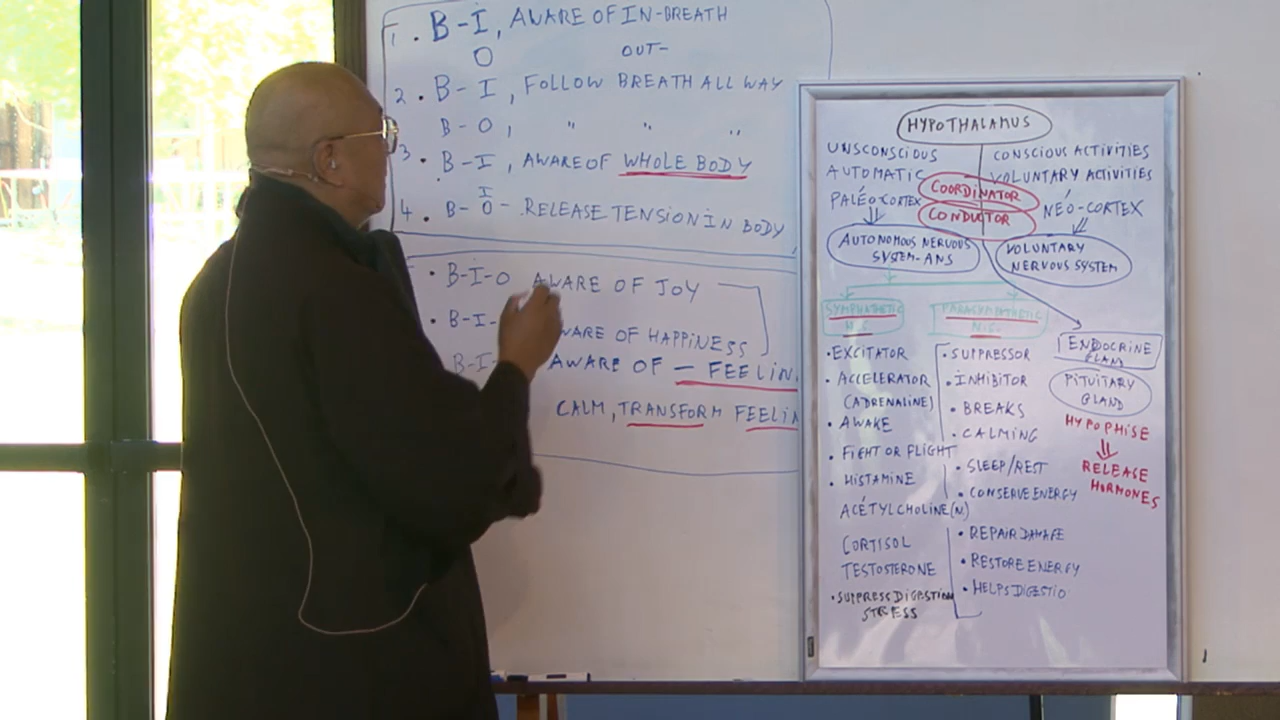 1. B-I, AWARE OF IN-BREATH
O OUT-
2. B-I, FOLLOW BREATH ALL WAY
B-O, " " "
3. B-I, AWARE OF WHOLE BODY
I
4. B-O- RELEASE TENSION IN BODY
• B-I-O AWARE OF JOY
• B-I- AWARE OF HAPPINESS
B-I- AWARE OF - FEELIN
CALM, TRANSFORM FEELIN
HYPOTHALAMUS
UNSCONSCIOUS
AUTOMATIC
PALÉOCORTEX
CONSCIOUS ACTIVITIES
VOLUNTARY ACTIVITIES
NÉO-CORTEX
COORDINATOR
CONDUCTOR
AUTONOMOUS NERVOUS
SYSTEM-ANS
VOLUNTARY
NERVOUS SYSTEM
SYMPHATHETIC
N.S.
PARASYMPATHETIC
N.S.
• EXCITATOR
• ACCELERATOR
(ADRENALINE)
• AWAKE
• FIGHT OR FLIGHT
• HISTAMINE
ACÉTYLCHOLINE(N)
CORTISOL
TESTOSTERONE
• SUPPRESS DIGESTION
STRESS
• SUPPRESSOR
• INHIBITOR
• BREAKS
• CALMING
• SLEEP/REST
• CONSERVE ENERGY
• REPAIR DAMAGE
• RESTORE ENERGY
• HELPS DIGESTIO
ENDOCRINE
GLAND
PITUITARY
GLAND
HYPOPHISE
RELEASE
HORMONES